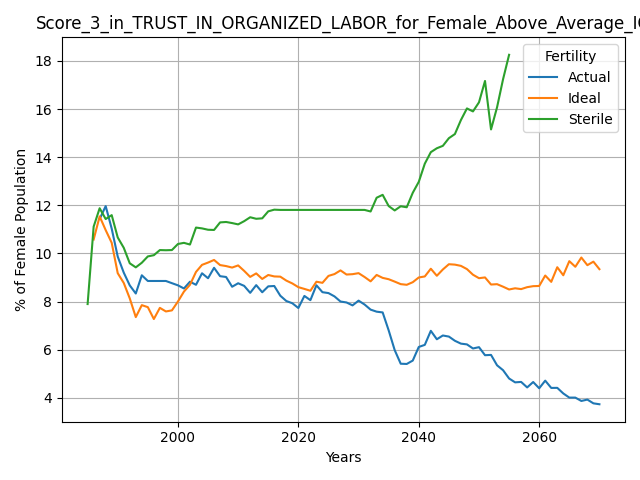 Score_3_in_TRUST_IN_ORGANIZED_LABOR_for_Female_Above_Average_IC
Fertility
Actual
Ideal
Sterile
% of Female Population
18
16
14
12
10
8
6
4
2000
2020
2040
2060
Years